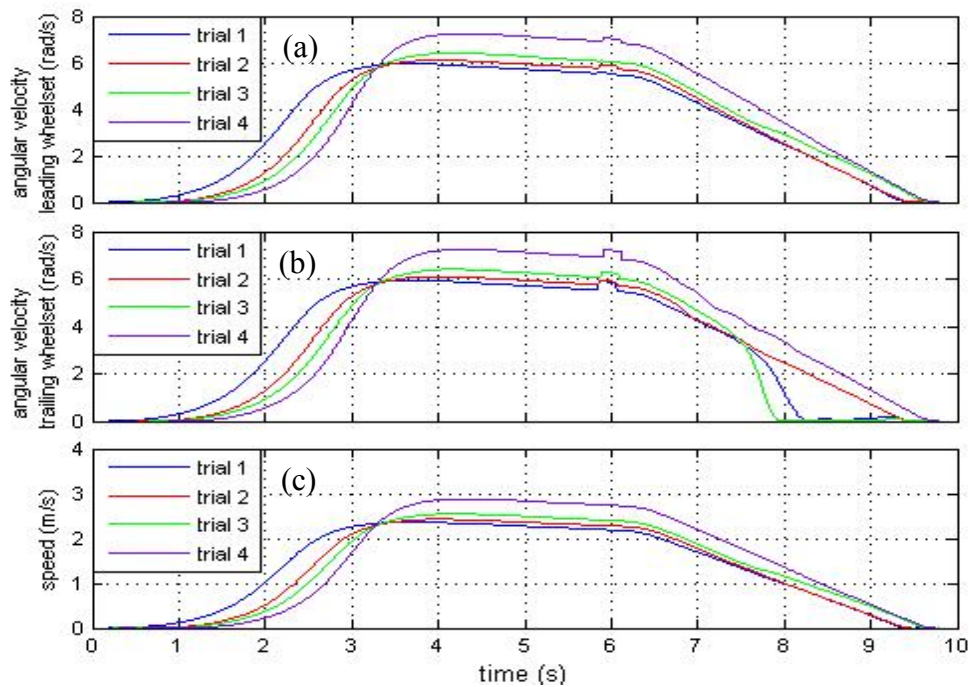 angular velocity
leading wheelset (rad/s)
8
6
4
2
0
trial 1
trial 2
trial 3
trial 4
(a)
angular velocity
trailing wheelset (rad/s)
8
6
4
2
0
trial 1
trial 2
trial 3
trial 4
(b)
speed (m/s)
4
3
2
1
0
trial 1
trial 2
trial 3
trial 4
(c)
0 1 2 3 4 5 6 7 8 9 10
time (s)